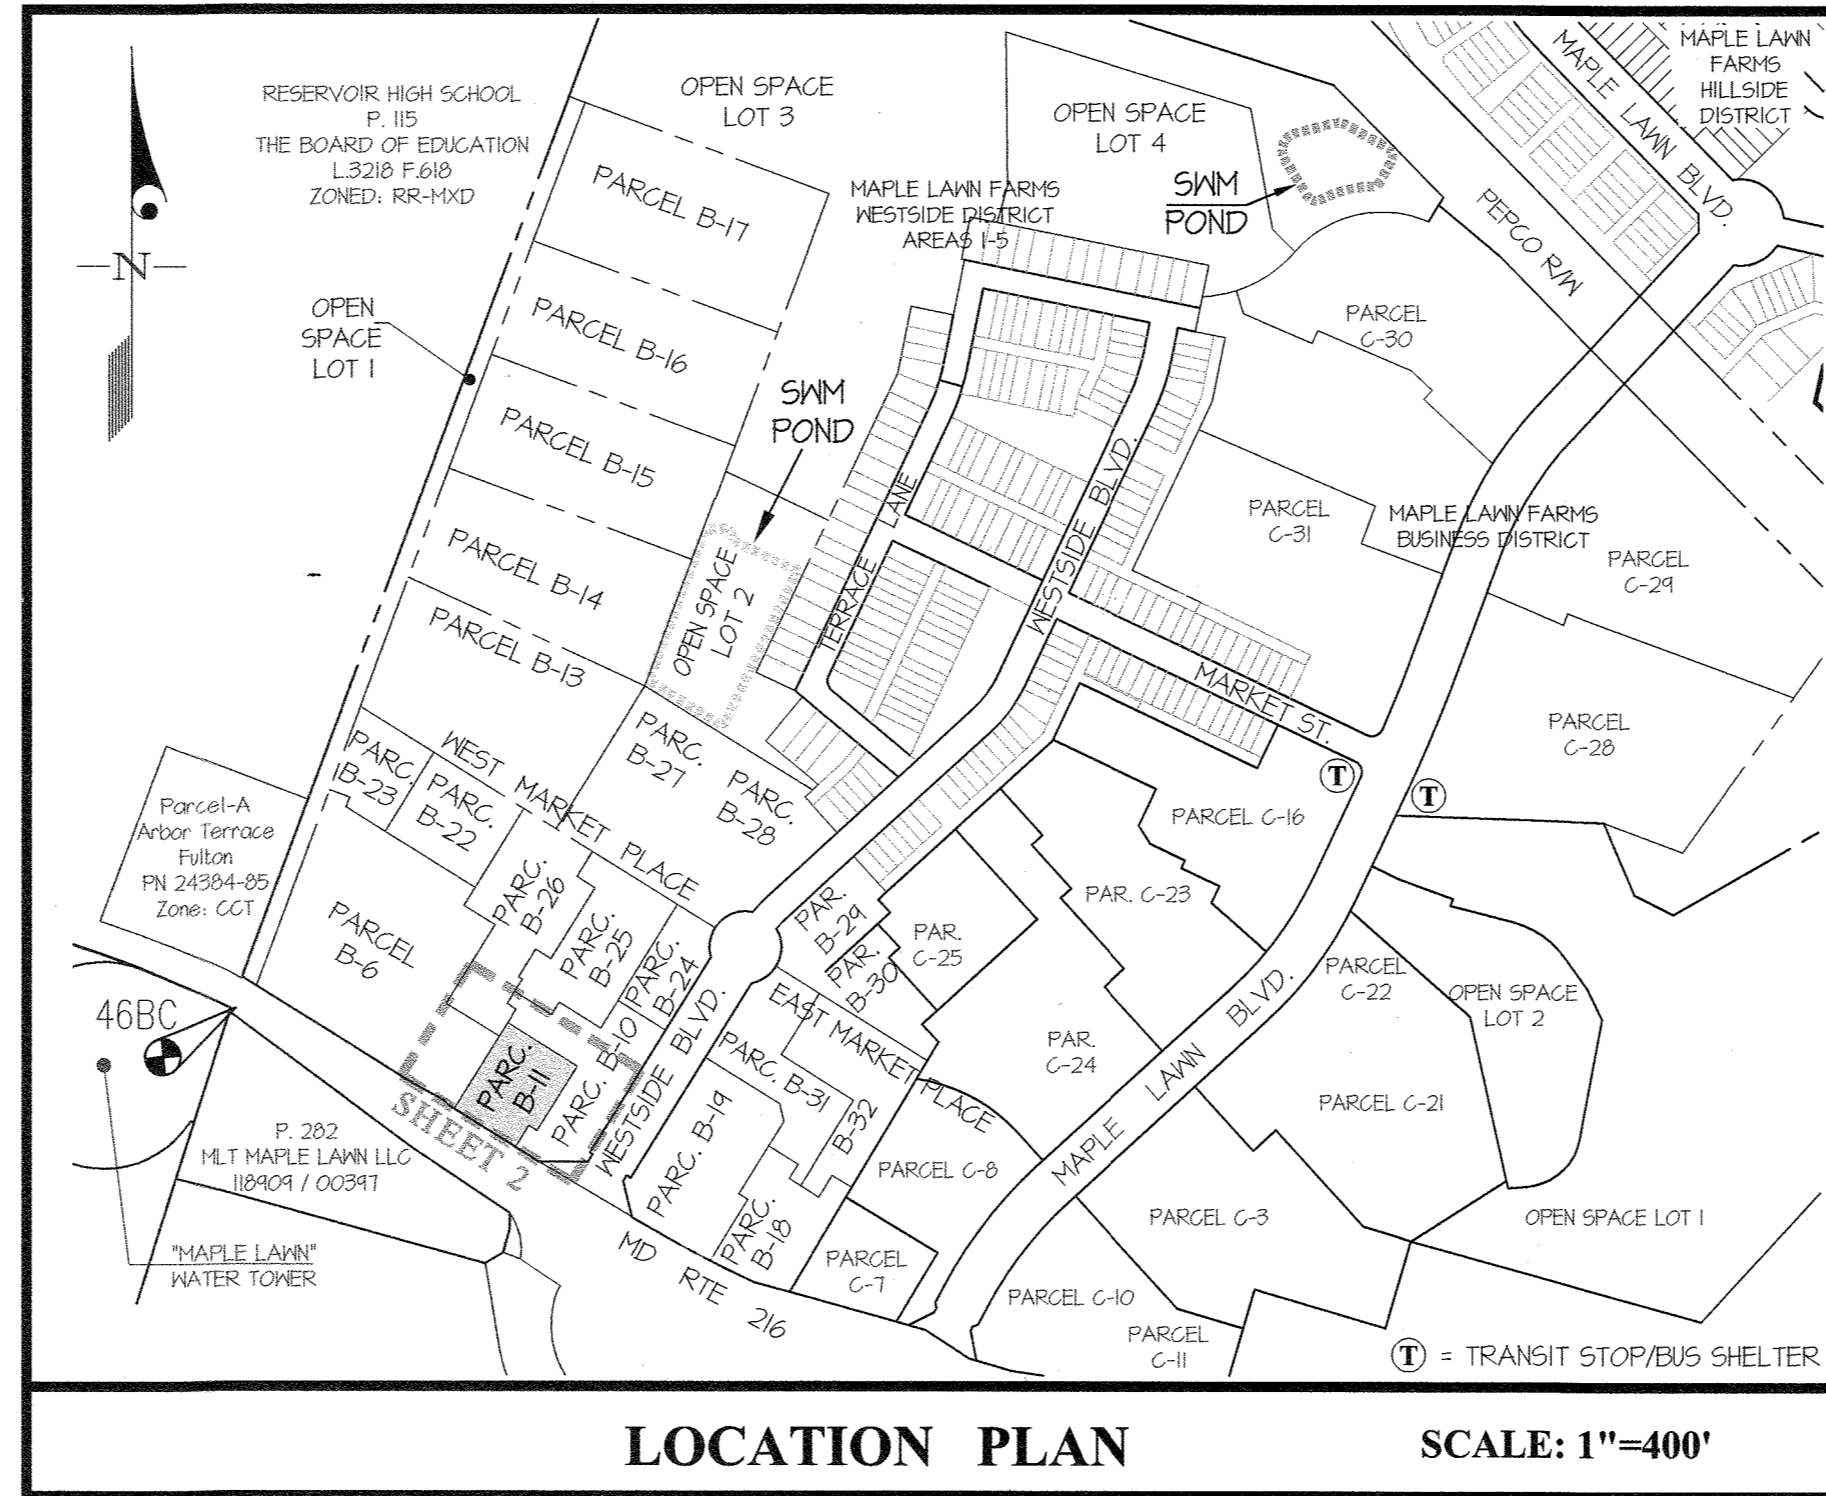 RESERVOIR HIGH SCHOOL
P. 115
THE BOARD OF EDUCATION
L.3218 F.618
ZONED: RR-MXD
OPEN SPACE
LOT 3
OPEN SPACE
LOT 4
MAPLE LAWN BLVD.
MAPLE LAWN
FARMS
HILLSIDE
DISTRICT
PARCEL B-17
MAPLE LAWN FARMS
WESTSIDE DISTRICT
AREAS 1-5
SWM
POND
PEPCO R/W
N
OPEN
SPACE
LOT 1
PARCEL B-16
PARCEL
C-30
SWM
POND
PARCEL B-15
PARCEL
C-31
MAPLE LAWN FARMS
BUSINESS DISTRICT
PARCEL
C-29
PARCEL B-14
OPEN SPACE
LOT 2
TERRACE LANE
WESTSIDE BLVD.
PARCEL B-13
MARKET ST.
PARCEL
C-28
PARC.
B-23
PARC.
B-22
WEST MARKET PLACE
PARC.
B-27
PARC.
B-28
T
T
Parcel-A
Arbor Terrace
Fulton
PN 24384-85
Zone: CCT
PARCEL C-16
PARCEL
B-6
PARC.
B-26
PARC.
B-25
PARC.
B-24
PAR.
B-29
PAR.
B-30
PAR.
C-25
PAR. C-23
PARCEL
C-22
OPEN SPACE
LOT 2
46BC
PARC.
B-11
PARC. B-10
WESTSIDE BLVD.
EAST MARKET PLACE
PARC. B-31
PAR.
C-24
MAPLE LAWN BLVD.
PARCEL C-21
SHEET 2
P. 282
MLT MAPLE LAWN LLC
118909 / 00397
PARC. B-19
B-32
PARC.
B-18
PARCEL C-8
PARCEL C-3
OPEN SPACE LOT 1
"MAPLE LAWN"
WATER TOWER
MD RTE 216
PARCEL
C-7
PARCEL C-10
PARCEL
C-11
T = TRANSIT STOP/BUS SHELTER
LOCATION PLAN
SCALE: 1"=400'